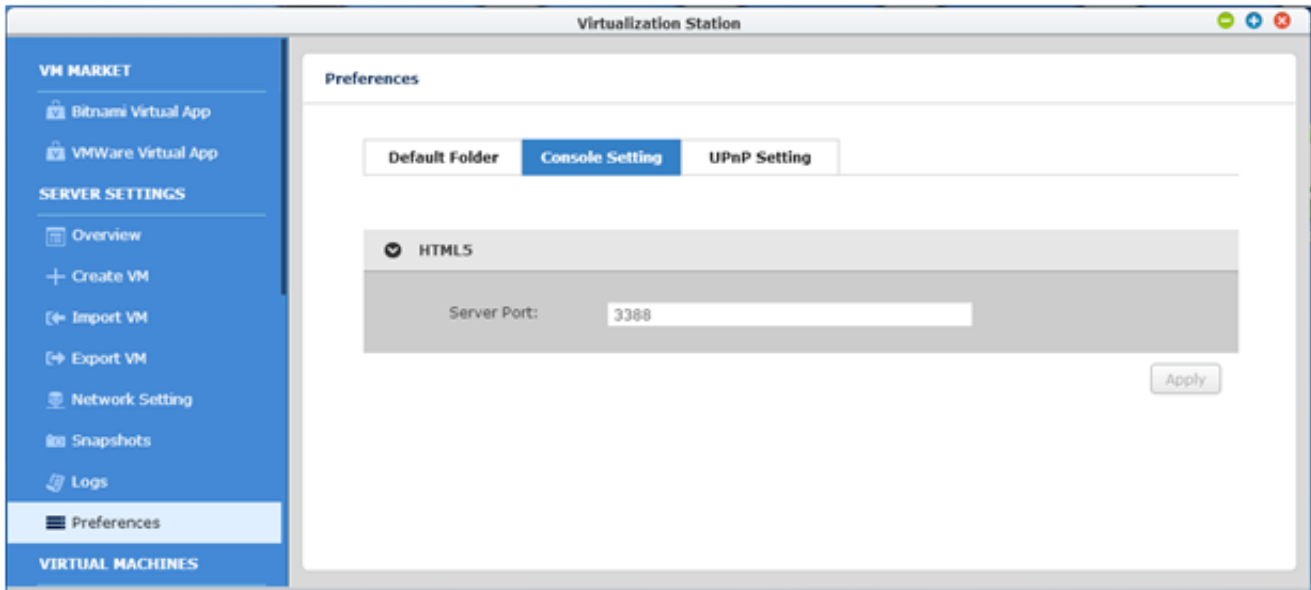 Virtualization Station
VM MARKET
Bitnami Virtual App
VMWare Virtual App
SERVER SETTINGS
Overview
Create VM
Import VM
Export VM
Network Setting
Snapshots
Logs
Preferences
VIRTUAL MACHINES
Preferences
Default Folder Console Setting UPnP Setting
HTML5
Server Port: 3388
Apply